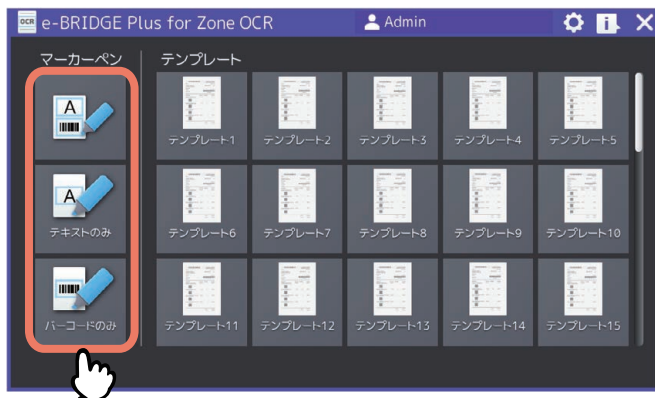 OCR e-BRIDGE Plus for Zone OCR Admin
マーカーペン テンプレート
A
テンプレート1 テンプレート2 テンプレート3 テンプレート4 テンプレート5
A
テキストのみ テンプレート6 テンプレート7 テンプレート8 テンプレート9 テンプレート10
バーコードのみ テンプレート11 テンプレート12 テンプレート13 テンプレート14 テンプレート15